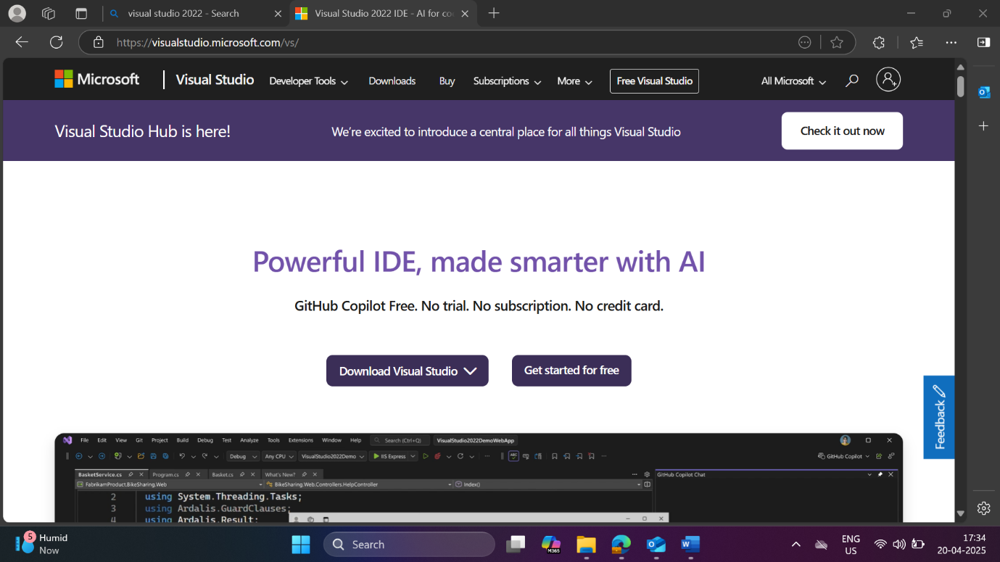 visual studio 2022 - Search
Visual Studio 2022 IDE - AI for co
https://visualstudio.microsoft.com/vs/
Microsoft
Visual Studio
Developer Tools
Downloads
Buy
Subscriptions
More
Free Visual Studio
All Microsoft
Visual Studio Hub is here!
We're excited to introduce a central place for all things Visual Studio
Check it out now
Powerful IDE, made smarter with AI
GitHub Copilot Free. No trial. No subscription. No credit card.
Download Visual Studio
Get started for free
Feedback
File Edit View Git Project Build Debug Test Analyze Tools Extensions Window Help Search (Ctrl+Q) VisualStudio2022DemoWebApp
Debug Any CPU VisualStudio2022Demo IIS Express GitHub Copilot
BasketService.cs Program.cs Basket.cs What's New? GitHub Copilot Chat
FabrikamProduct.BikeSharing.Web BikeSharing.Web.Controllers.HelpController Index()
2 using System.Threading.Tasks;
3 using Ardalis.GuardClauses;
4 using Ardalis.Result;
5
Humid
Now
Search
M365
ENG
US
17:34
20-04-2025